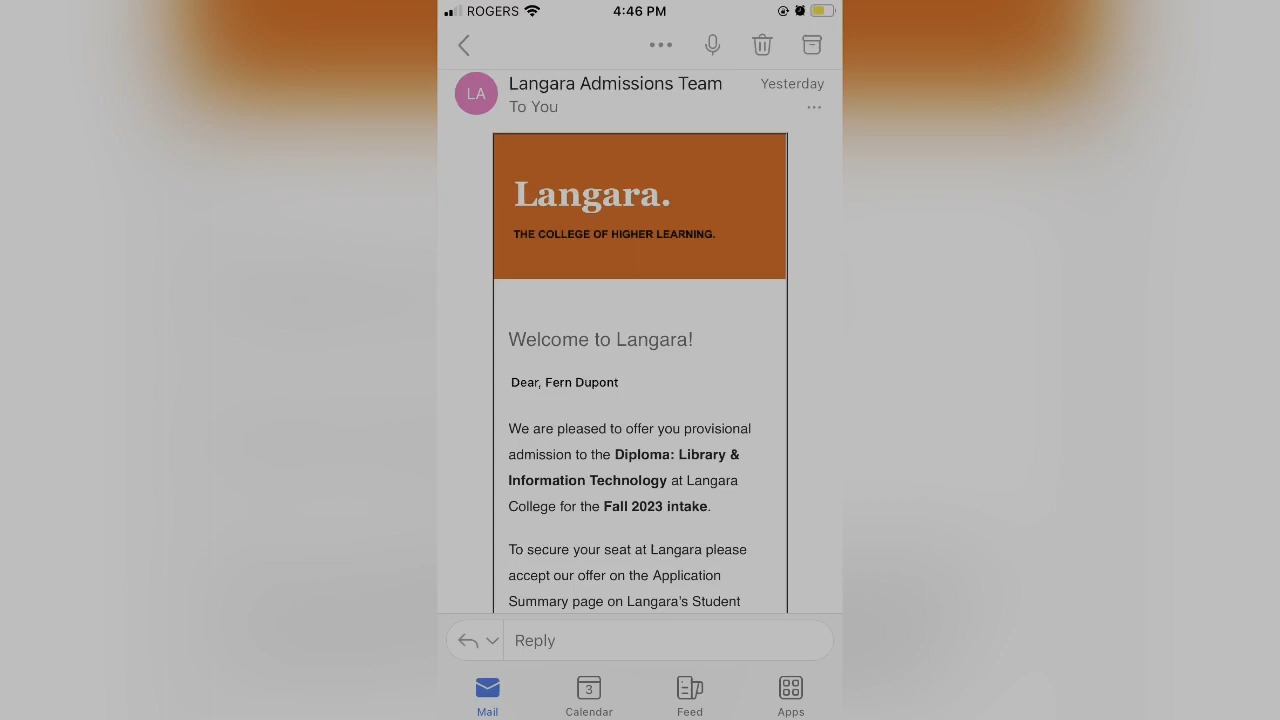 ROGERS 4:46 PM
LA Langara Admissions Team Yesterday
To You
Langara.
THE COLLEGE OF HIGHER LEARNING.
Welcome to Langara!
Dear, Fern Dupont
We are pleased to offer you provisional
admission to the Diploma: Library &
Information Technology at Langara
College for the Fall 2023 intake.
To secure your seat at Langara please
accept our offer on the Application
Summary page on Langara's Student
Reply
3
Mail Calendar Feed Apps